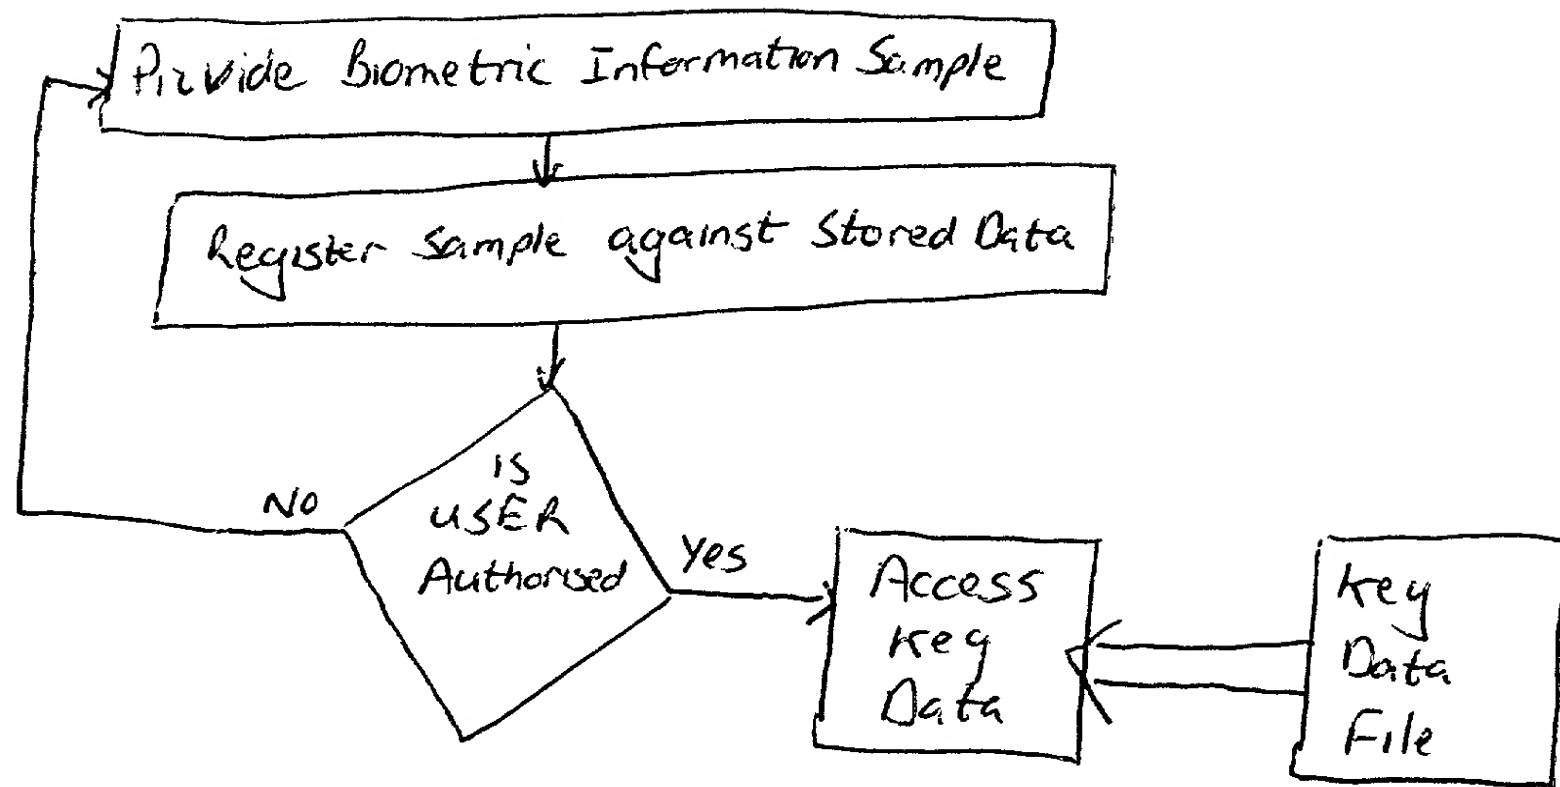 Provide Biometric Information Sample
Register Sample against Stored Data
is
USER
Authorised
No
Yes
Access
Key
Data
Key
Data
File